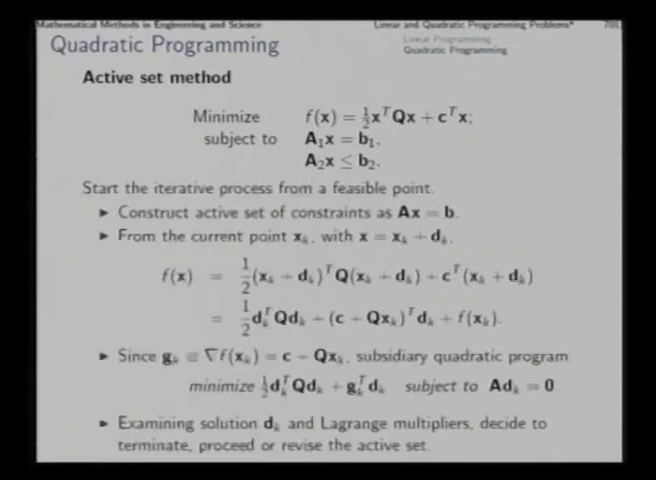 Mathematical Methods in Engineering and Science Linear and Quadratic Programming Problems*
Quadratic Programming
Linear Programming
Quadratic Programming
Active set method
Minimize f(x) = ½xᵀQx + cᵀx;
subject to A₁x = b₁,
A₂x ≤ b₂.
Start the iterative process from a feasible point.
► Construct active set of constraints as Ax = b.
► From the current point xₖ, with x = xₖ + dₖ,
f(x) = 1/2 (xₖ + dₖ)ᵀQ(xₖ + dₖ) + cᵀ(xₖ + dₖ)
= 1/2 dₖᵀQdₖ + (c + Qxₖ)ᵀdₖ + f(xₖ).
► Since gₖ ≡ ∇f(xₖ) = c + Qxₖ, subsidiary quadratic program
minimize ½dₖᵀQdₖ + gₖᵀdₖ subject to Adₖ = 0
► Examining solution dₖ and Lagrange multipliers, decide to
terminate, proceed or revise the active set.